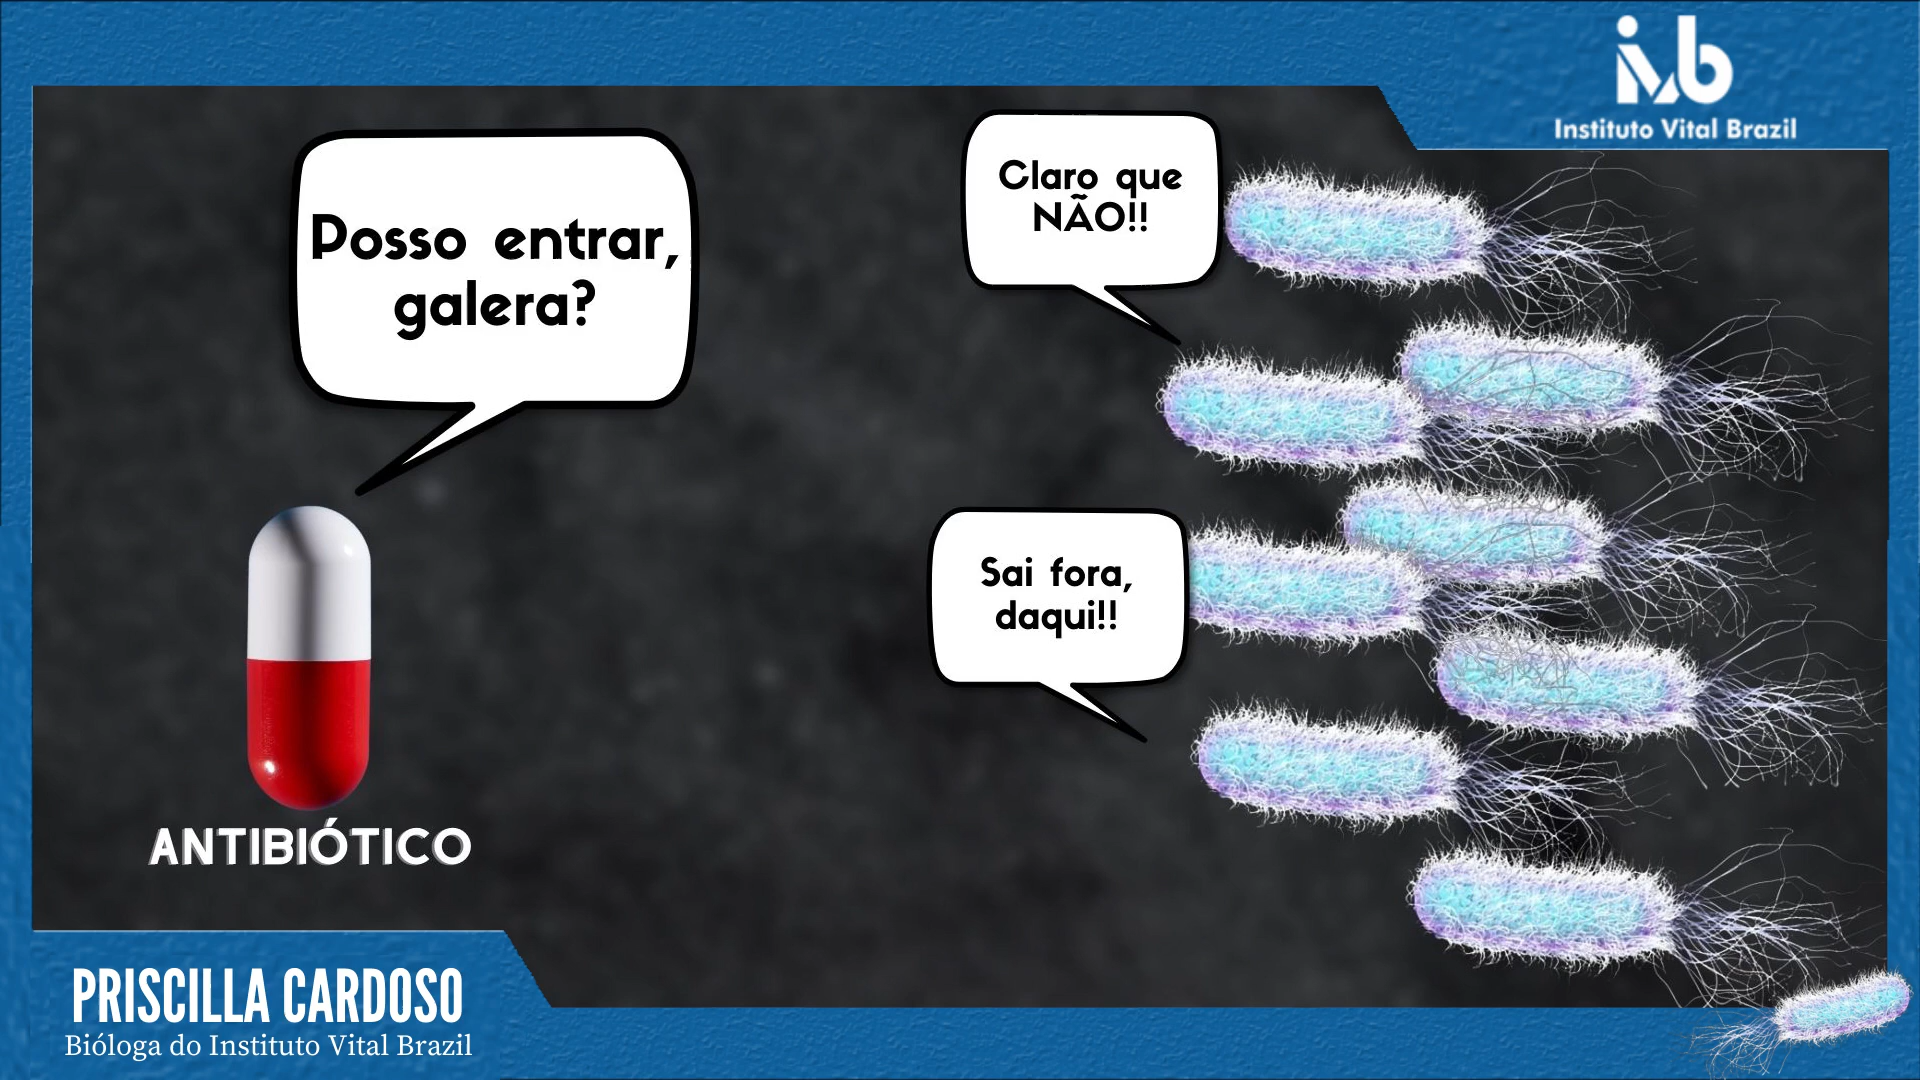 ivb
Instituto Vital Brazil
Posso entrar,
galera?
Claro que
NÃO!!
Sai fora,
daqui!!
ANTIBIÓTICO
PRISCILLA CARDOSO
Bióloga do Instituto Vital Brazil